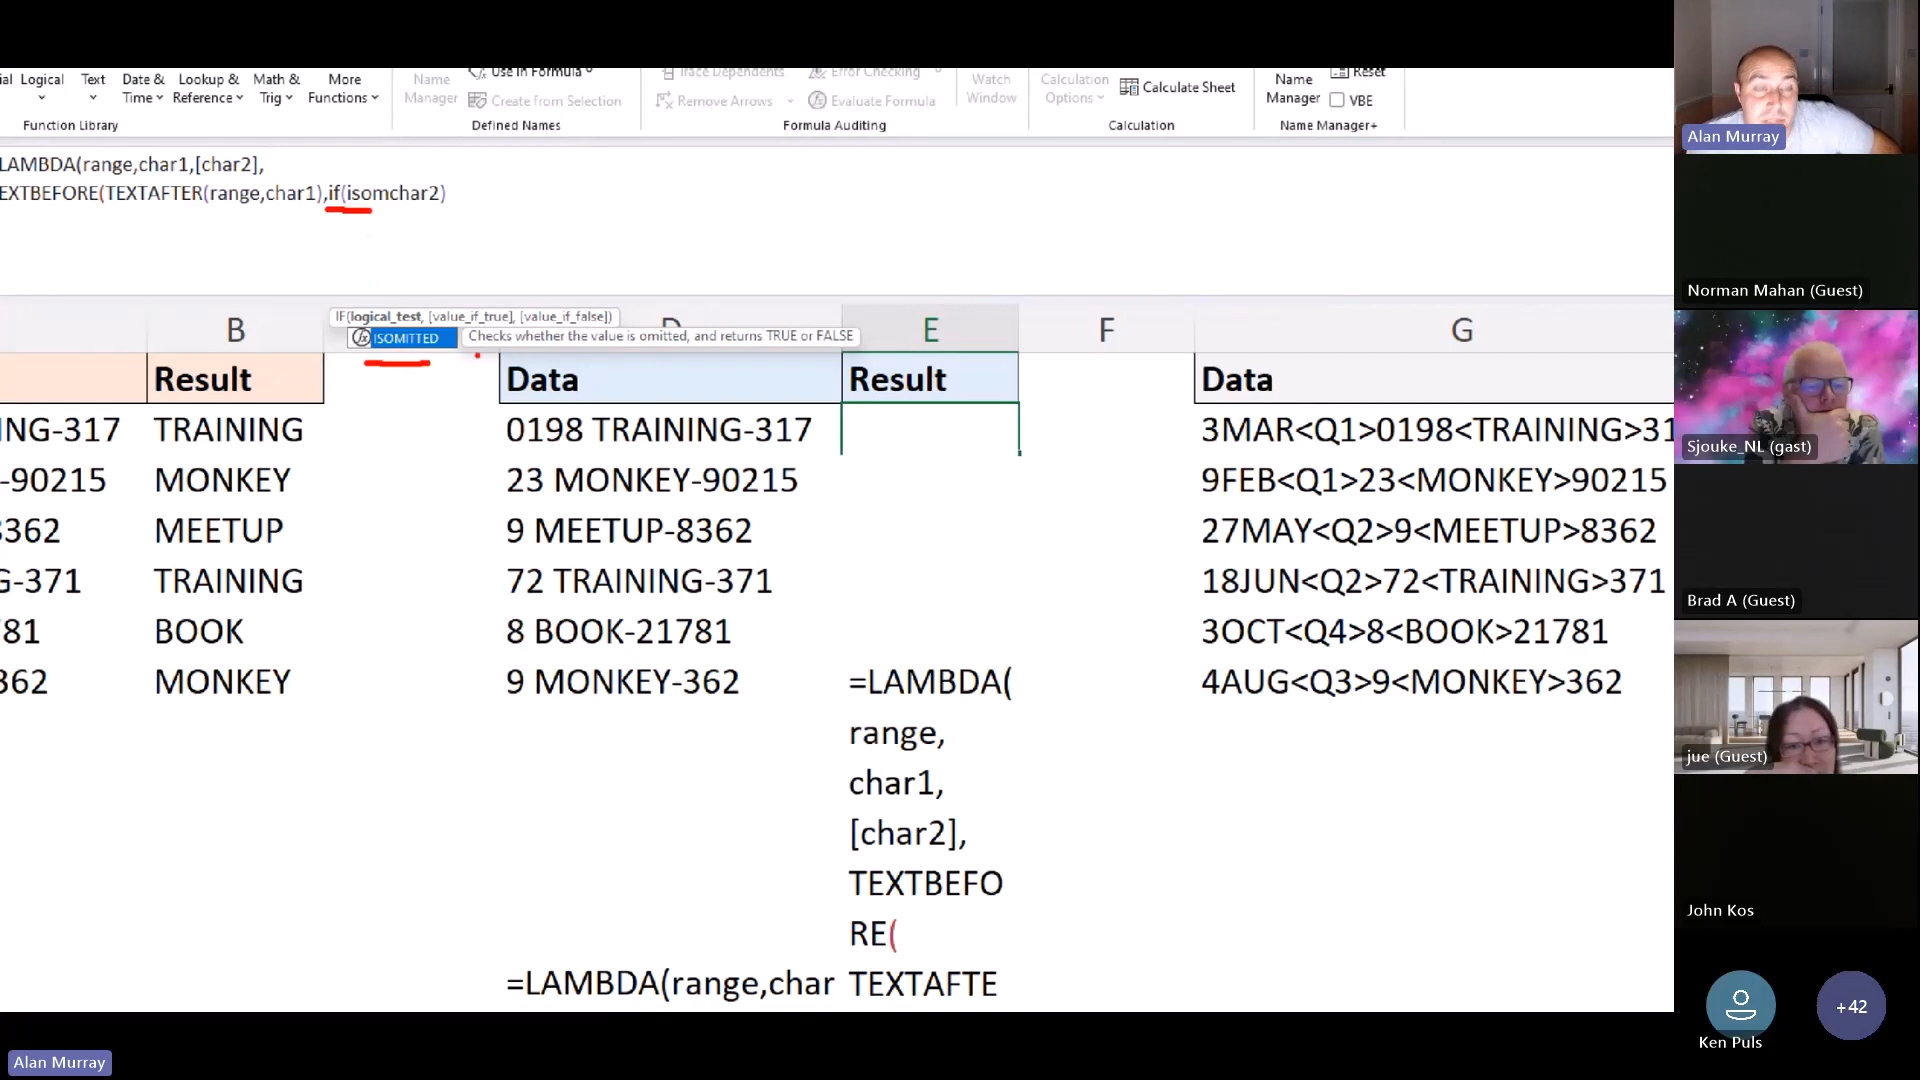 ial Logical Text Date & Time Lookup & Reference Math & Trig More Functions
Function Library
Name Manager
Use in Formula
Create from Selection
Defined Names
Trace Dependents
Remove Arrows
Error Checking
Evaluate Formula
Formula Auditing
Watch Window
Calculation Options
Calculate Sheet
Calculation
Name Manager
Reset
VBE
Name Manager+
LAMBDA(range,char1,[char2],
EXTBEFORE(TEXTAFTER(range,char1),if(isomchar2)
IF(logical_test, [value_if_true], [value_if_false])
ISOMITTED Checks whether the value is omitted, and returns TRUE or FALSE
B D E F G
Result Data Result Data
ING-317 TRAINING 0198 TRAINING-317 3MAR<Q1>0198<TRAINING>31
-90215 MONKEY 23 MONKEY-90215 9FEB<Q1>23<MONKEY>90215
8362 MEETUP 9 MEETUP-8362 27MAY<Q2>9<MEETUP>8362
G-371 TRAINING 72 TRAINING-371 18JUN<Q2>72<TRAINING>371
781 BOOK 8 BOOK-21781 3OCT<Q4>8<BOOK>21781
362 MONKEY 9 MONKEY-362 =LAMBDA( 4AUG<Q3>9<MONKEY>362
range,
char1,
[char2],
TEXTBEFO
RE(
=LAMBDA(range,char TEXTAFTE
Alan Murray
Norman Mahan (Guest)
Sjouke_NL (gast)
Brad A (Guest)
jue (Guest)
John Kos
+42
Ken Puls
Alan Murray